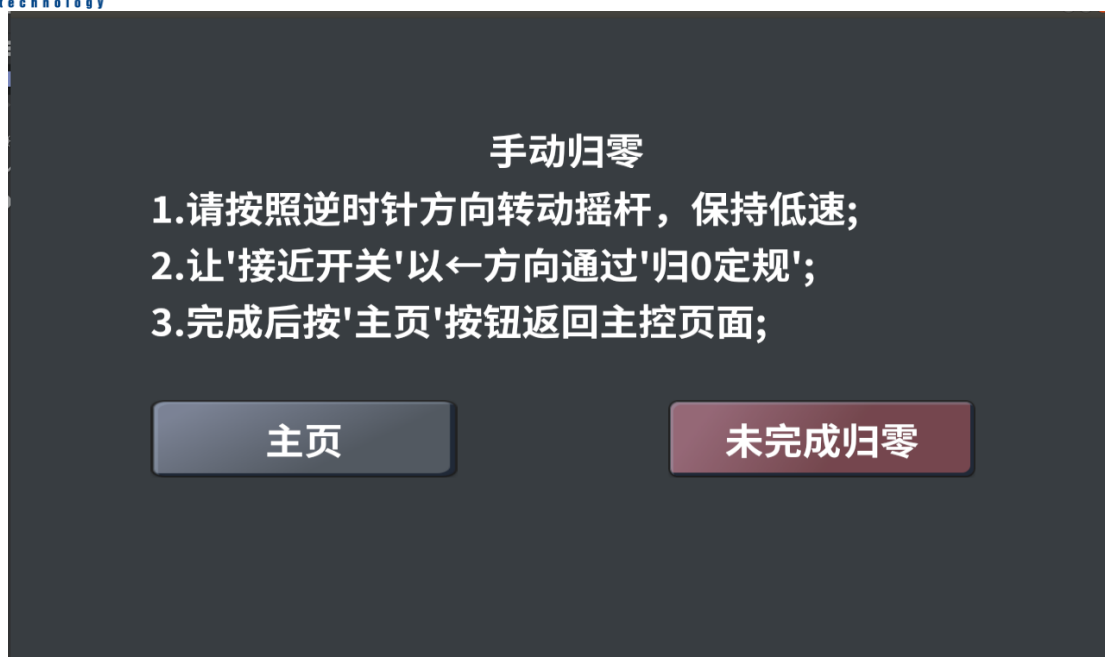 technology
手动归零
1.请按照逆时针方向转动摇杆，保持低速;
2.让'接近开关'以←方向通过'归0定规';
3.完成后按'主页'按钮返回主控页面;
主页
未完成归零